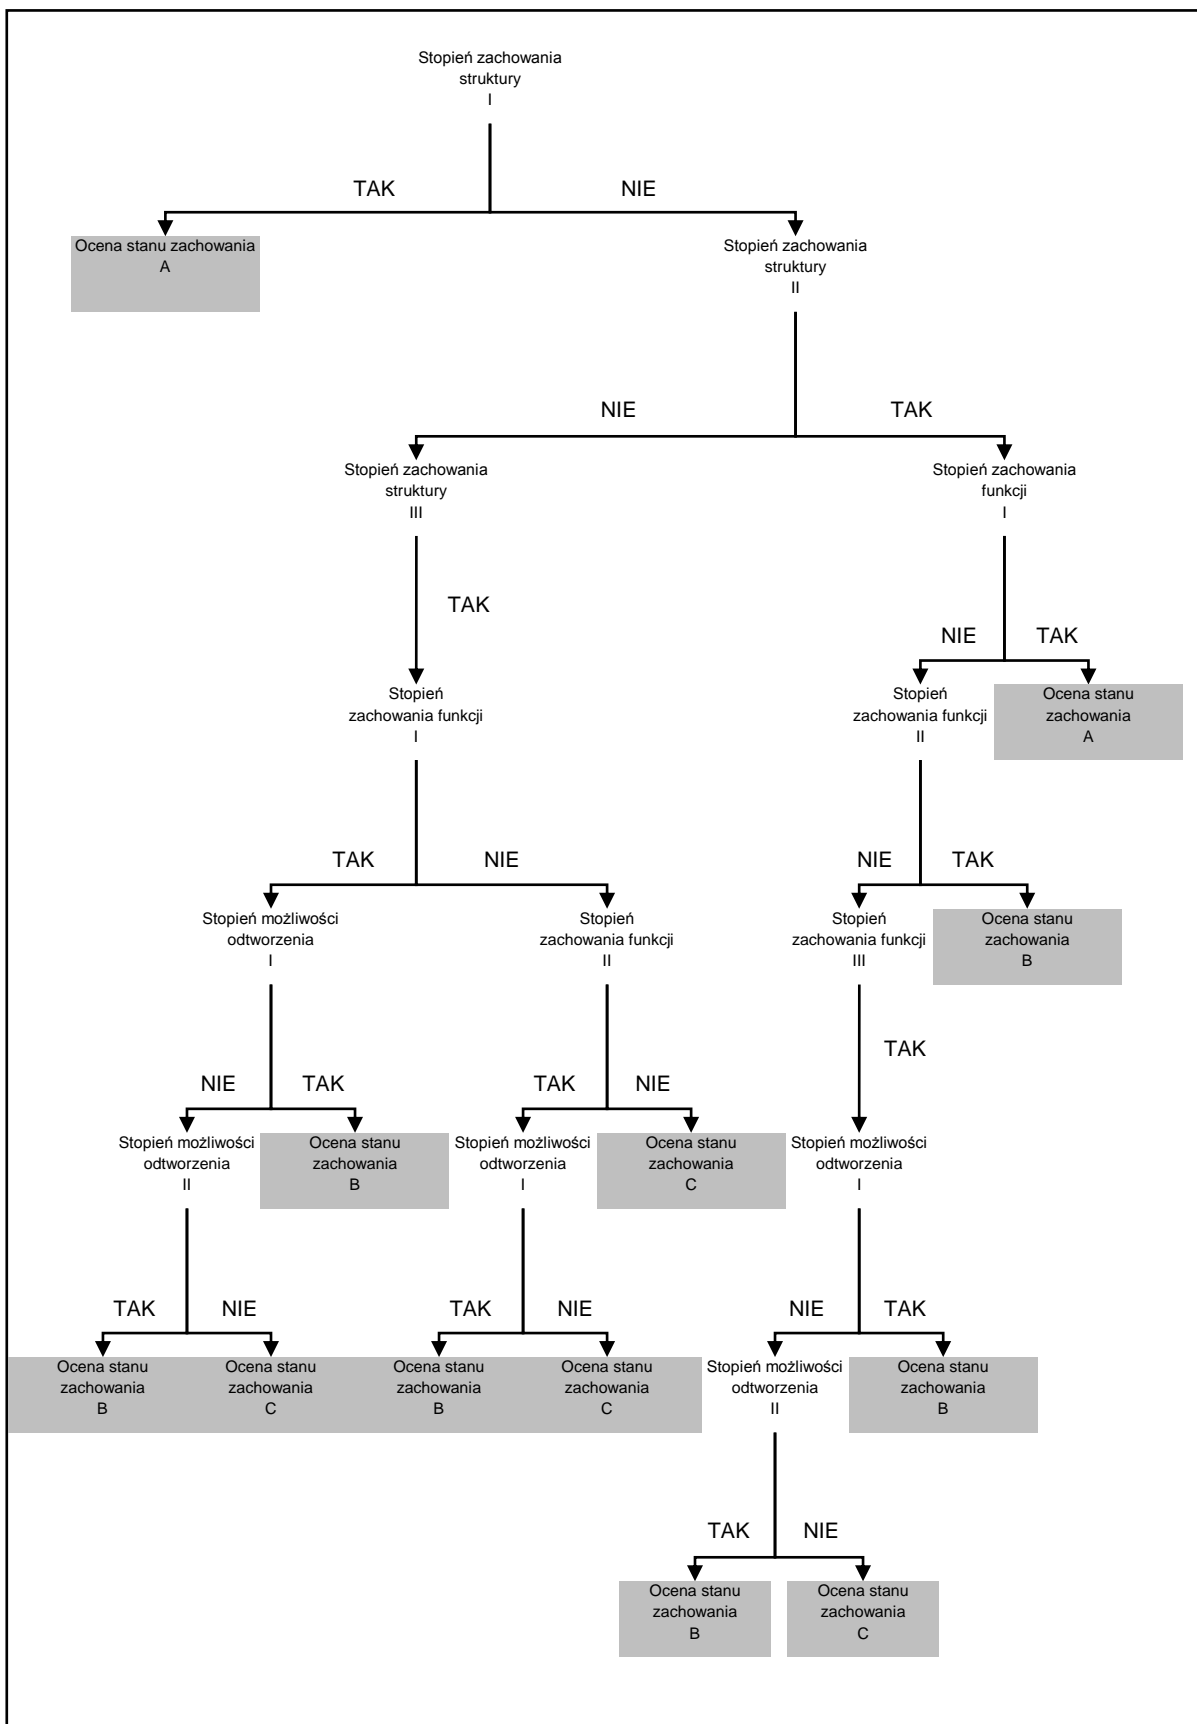 Stopień zachowania
struktury
I
TAK
NIE
Ocena stanu zachowania
A
Stopień zachowania
struktury
II
NIE
TAK
Stopień zachowania
struktury
III
Stopień zachowania
funkcji
I
TAK
NIE
TAK
Stopień
zachowania funkcji
I
Stopień
zachowania funkcji
II
Ocena stanu
zachowania
A
TAK
NIE
NIE
TAK
Stopień możliwości
odtworzenia
I
Stopień
zachowania funkcji
II
Stopień
zachowania funkcji
III
Ocena stanu
zachowania
B
TAK
NIE
TAK
TAK
NIE
Stopień możliwości
odtworzenia
II
Ocena stanu
zachowania
B
Stopień możliwości
odtworzenia
I
Ocena stanu
zachowania
C
Stopień możliwości
odtworzenia
I
TAK
NIE
TAK
NIE
NIE
TAK
Ocena stanu
zachowania
B
Ocena stanu
zachowania
C
Ocena stanu
zachowania
B
Ocena stanu
zachowania
C
Stopień możliwości
odtworzenia
II
Ocena stanu
zachowania
B
TAK
NIE
Ocena stanu
zachowania
B
Ocena stanu
zachowania
C